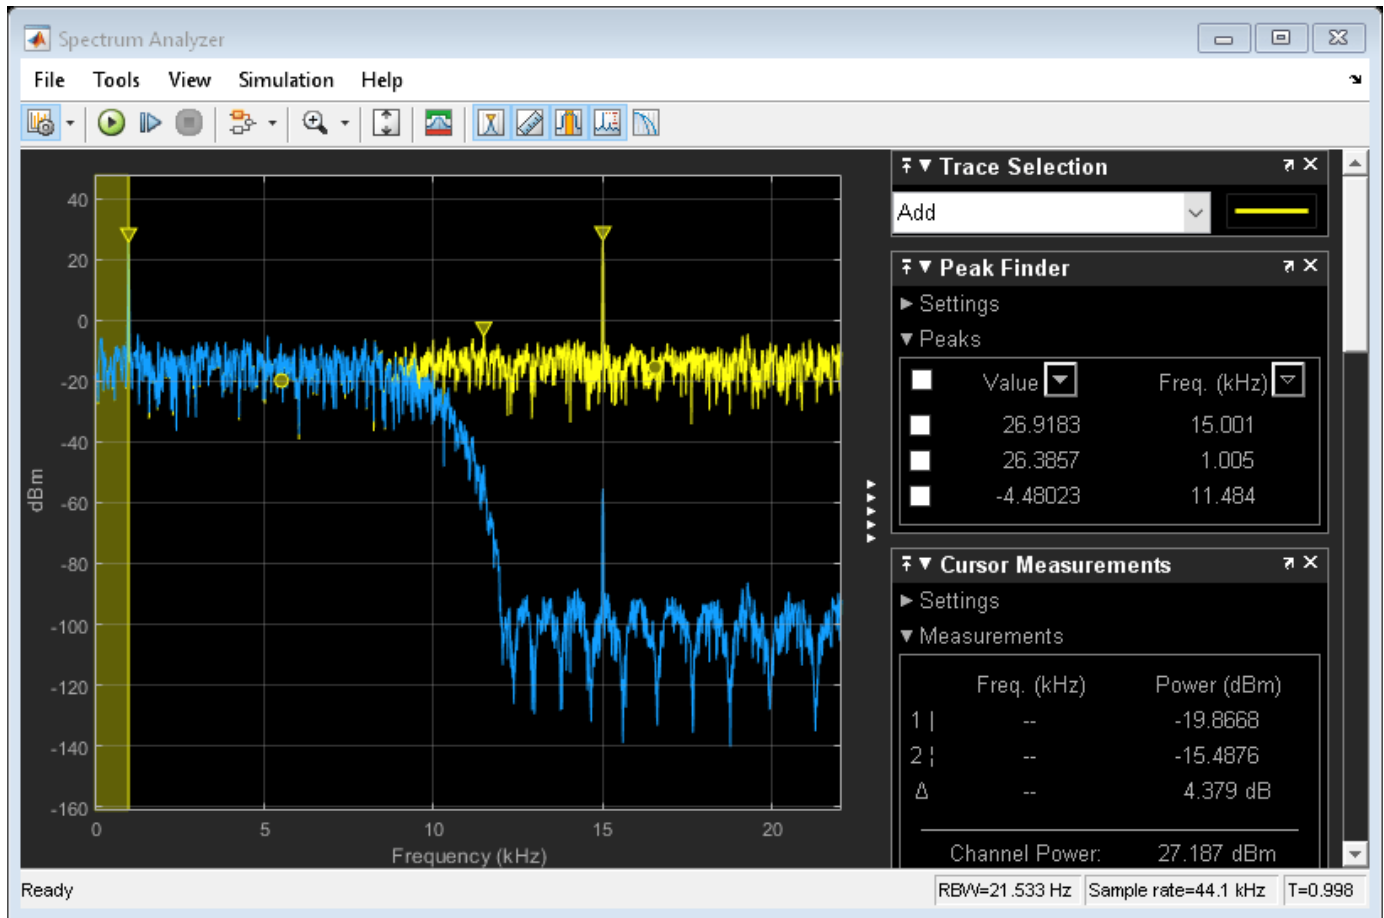 Spectrum Analyzer
File Tools View Simulation Help
40
20
0
-20
-40
-60
-80
-100
-120
-140
-160
dBm
0 5 10 15 20
Frequency (kHz)
Trace Selection
Add
Peak Finder
Settings
Peaks
Value Freq. (kHz)
26.9183 15.001
26.3857 1.005
-4.48023 11.484
Cursor Measurements
Settings
Measurements
Freq. (kHz) Power (dBm)
1 | -- -19.8668
2 ¦ -- -15.4876
Δ -- 4.379 dB
Channel Power: 27.187 dBm
Ready RBW=21.533 Hz Sample rate=44.1 kHz T=0.998